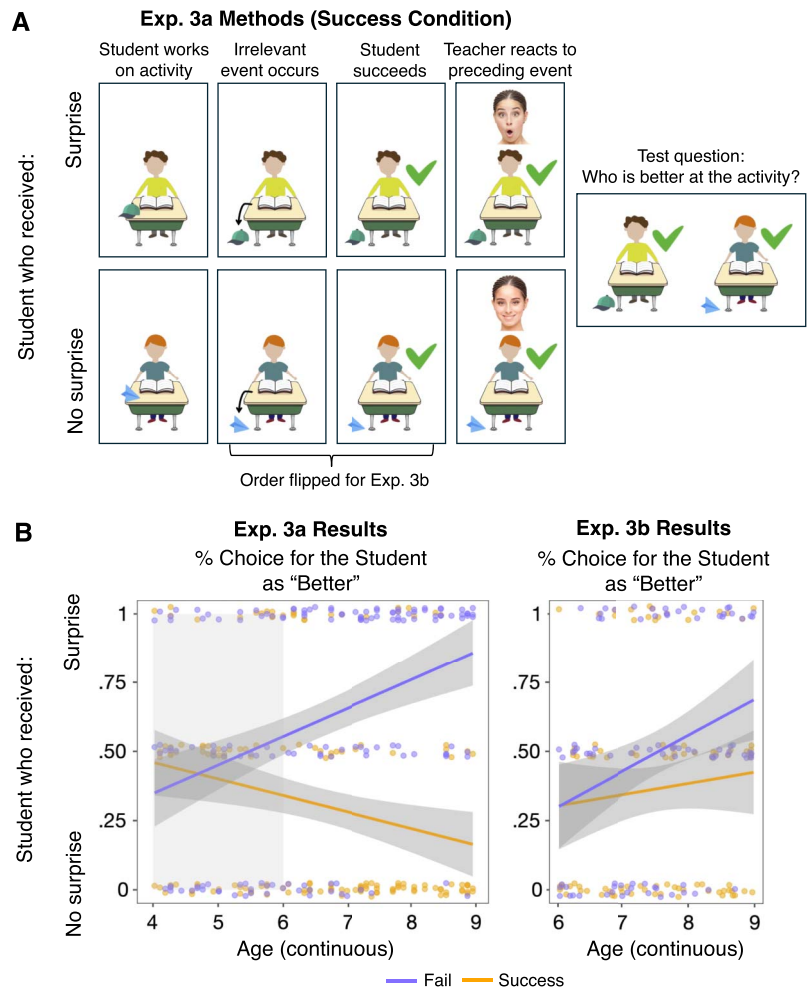 A
Exp. 3a Methods (Success Condition)
Student works
on activity
Irrelevant
event occurs
Student
succeeds
Teacher reacts to
preceding event
Student who received:
Surprise
No surprise
Test question:
Who is better at the activity?
Order flipped for Exp. 3b
B
Exp. 3a Results
% Choice for the Student
as “Better”
Student who received:
Surprise
No surprise
1
.75
.50
.25
0
4 5 6 7 8 9
Age (continuous)
Exp. 3b Results
% Choice for the Student
as “Better”
1
.75
.50
.25
0
6 7 8 9
Age (continuous)
Fail Success